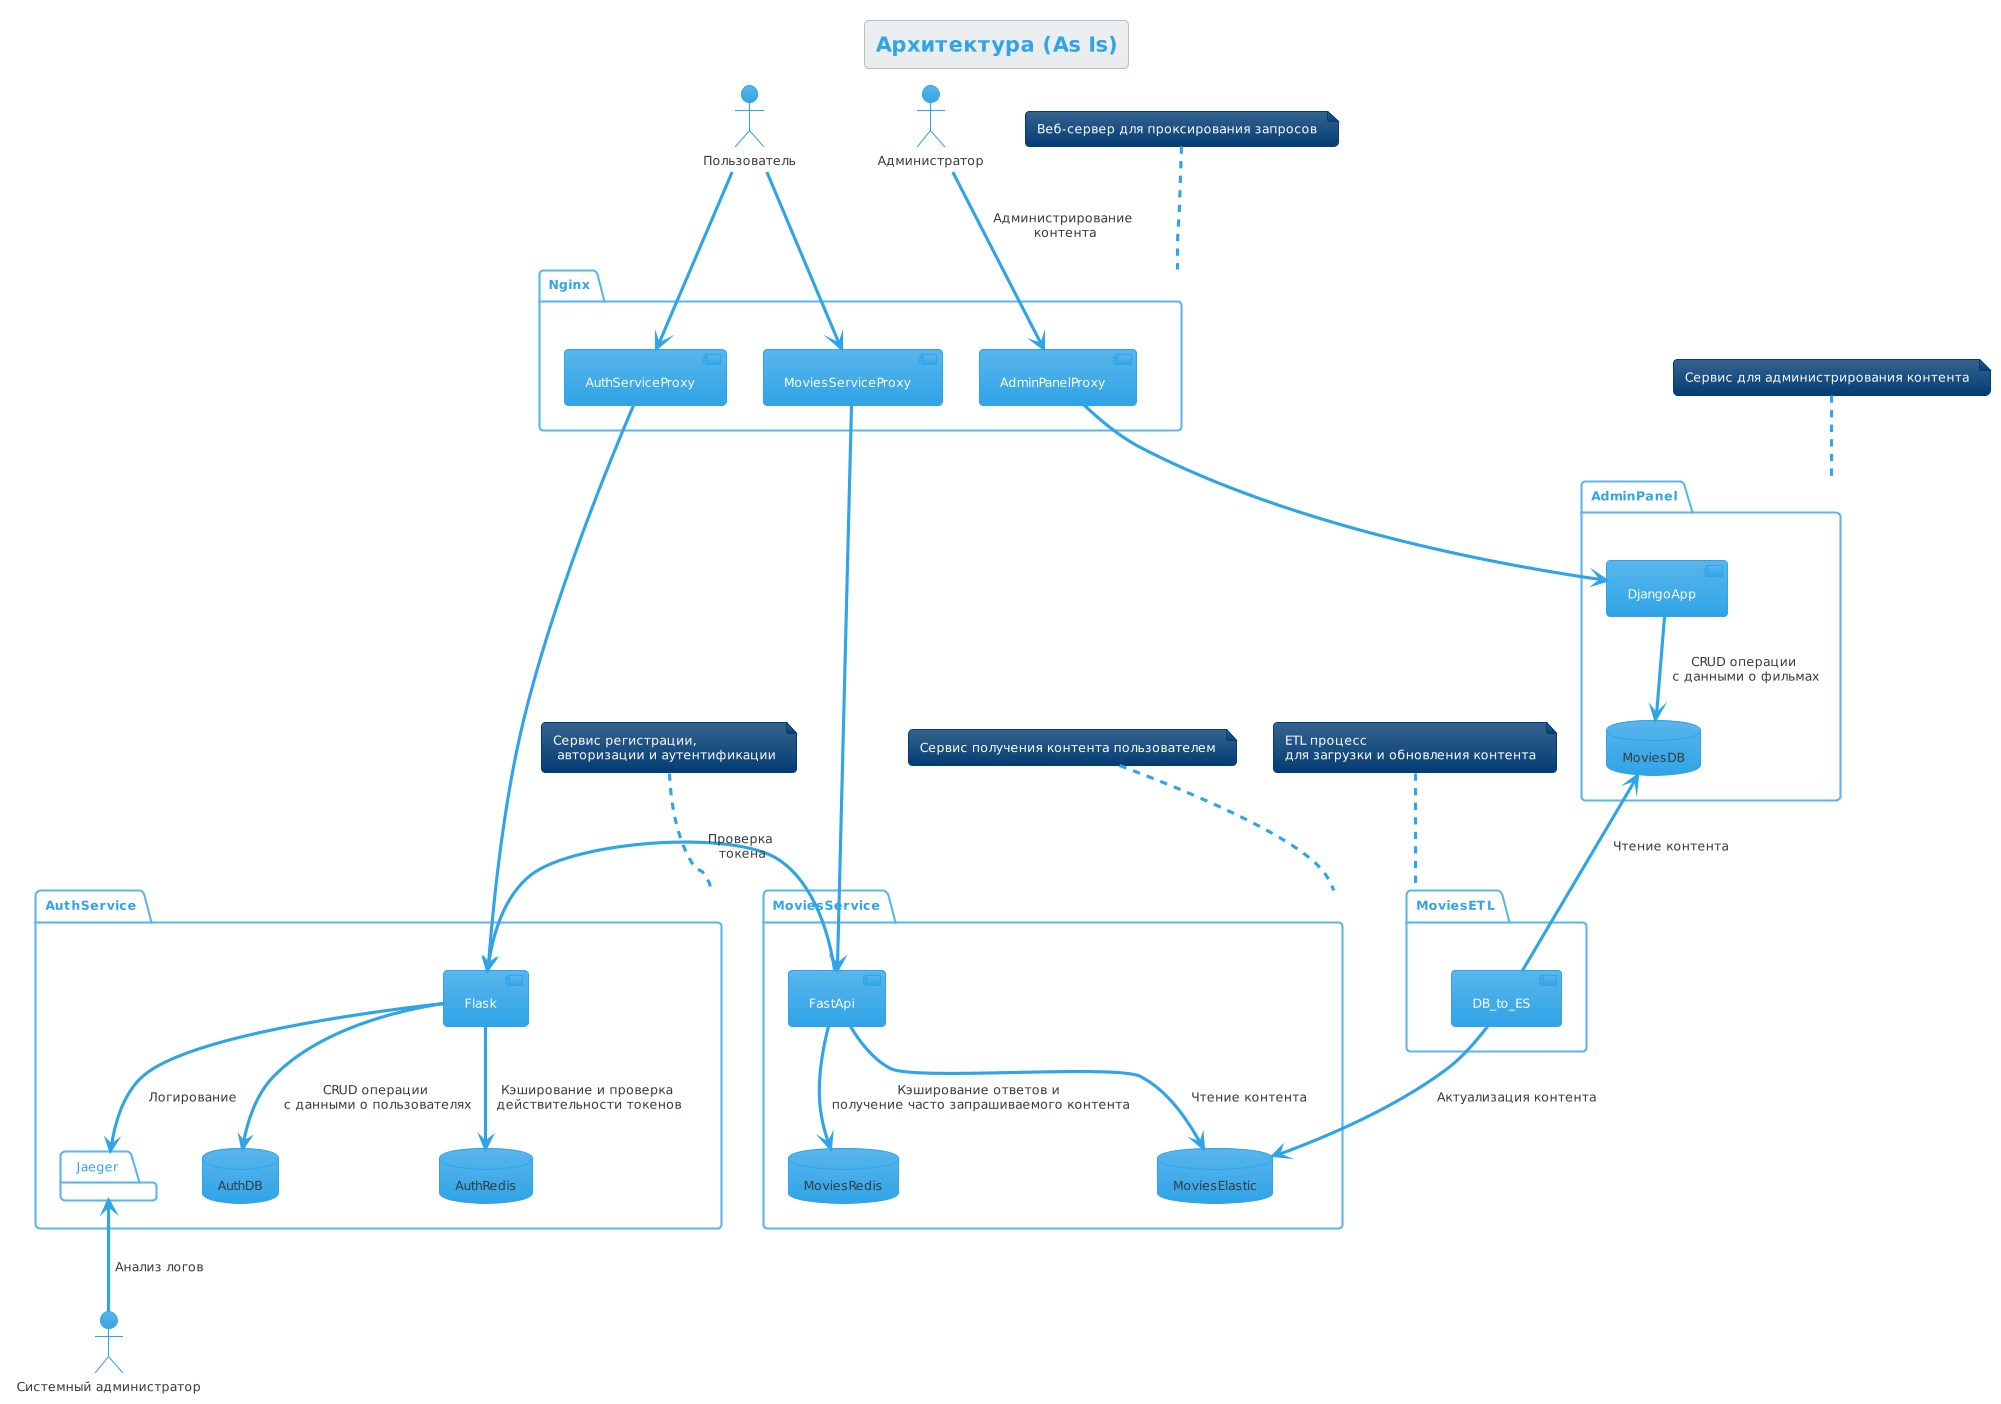 Архитектура (As Is)
Пользователь
Администратор
Веб-сервер для проксирования запросов
Администрирование
контента
Nginx
AuthServiceProxy
MoviesServiceProxy
AdminPanelProxy
Сервис для администрирования контента
AdminPanel
DjangoApp
CRUD операции
с данными о фильмах
MoviesDB
Сервис регистрации,
авторизации и аутентификации
Сервис получения контента пользователем
ETL процесс
для загрузки и обновления контента
Проверка
токена
Чтение контента
AuthService
MoviesService
MoviesETL
Flask
FastApi
DB_to_ES
Логирование
CRUD операции
с данными о пользователях
Кэширование и проверка
действительности токенов
Кэширование ответов и
получение часто запрашиваемого контента
Чтение контента
Актуализация контента
Jaeger
AuthDB
AuthRedis
MoviesRedis
MoviesElastic
Анализ логов
Системный администратор